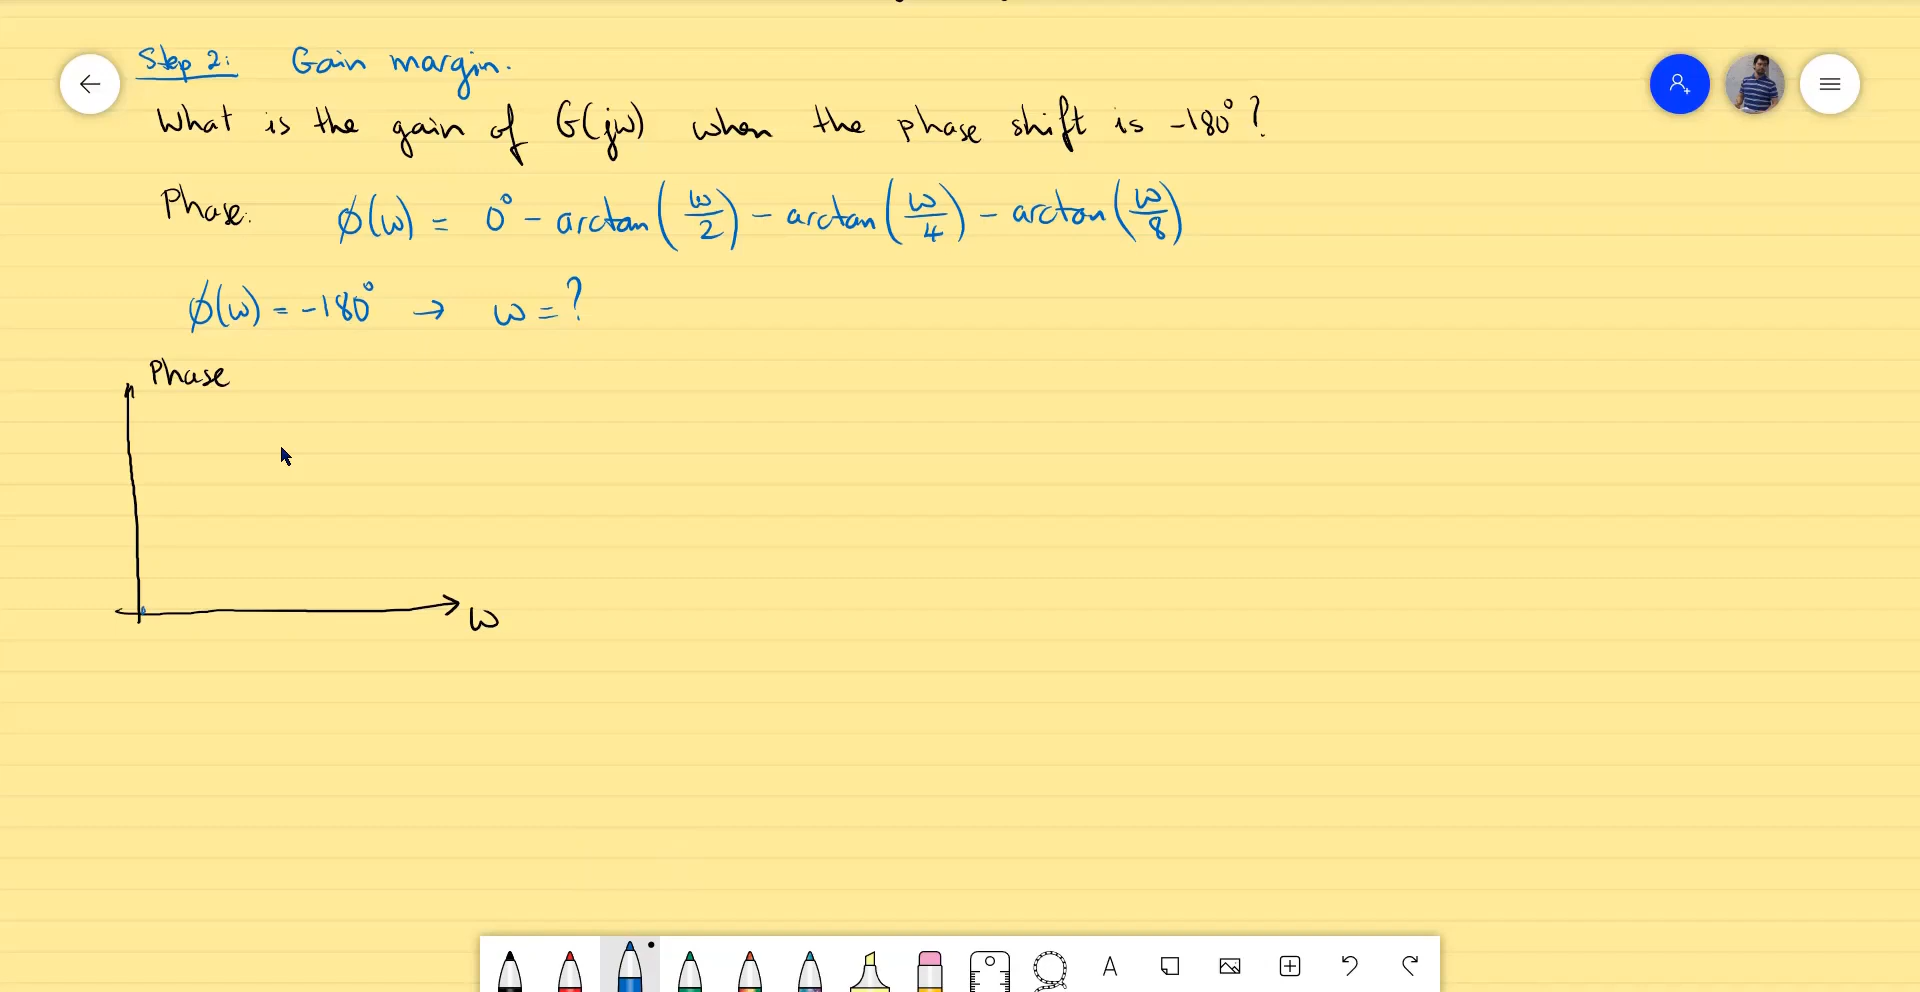 Step 2: Gain margin.
What is the gain of G(jω) when the phase shift is -180°?
Phase: φ(ω) = 0° - arctan(ω/2) - arctan(ω/4) - arctan(ω/8)
φ(ω) = -180° → ω = ?
Phase
ω
A